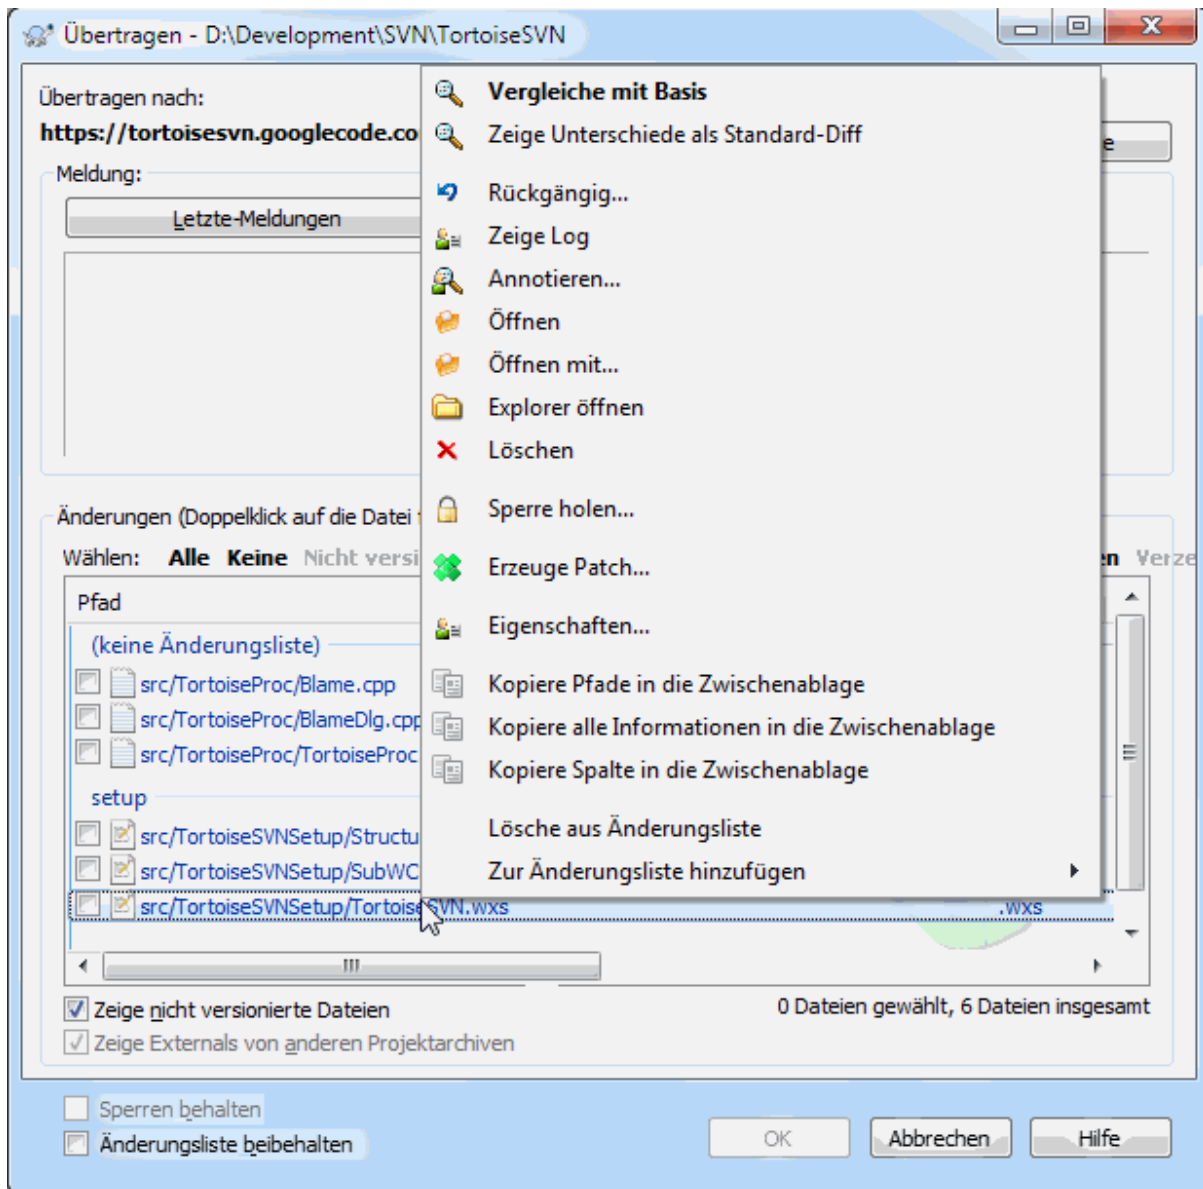 Übertragen - D:\Development\SVN\TortoiseSVN
Übertragen nach:
https://tortoisesvn.googlecode.co
Meldung:
Letzte-Meldungen
Vergleiche mit Basis
Zeige Unterschiede als Standard-Diff
Rückgängig...
Zeige Log
Annotieren...
Öffnen
Öffnen mit...
Explorer öffnen
Löschen
Sperre holen...
Erzeuge Patch...
Eigenschaften...
Kopiere Pfade in die Zwischenablage
Kopiere alle Informationen in die Zwischenablage
Kopiere Spalte in die Zwischenablage
Lösche aus Änderungsliste
Zur Änderungsliste hinzufügen
Änderungen (Doppelklick auf die Datei
Wählen: Alle Keine Nicht versi en Verze
Pfad
(keine Änderungsliste)
src/TortoiseProc/Blame.cpp
src/TortoiseProc/BlameDlg.cpp
src/TortoiseProc/TortoiseProc
setup
src/TortoiseSVNSetup/Structu
src/TortoiseSVNSetup/SubWC
src/TortoiseSVNSetup/TortoiseSVN.wxs .wxs
Zeige nicht versionierte Dateien 0 Dateien gewählt, 6 Dateien insgesamt
Zeige Externals von anderen Projektarchiven
Sperren behalten
Änderungsliste beibehalten
OK Abbrechen Hilfe